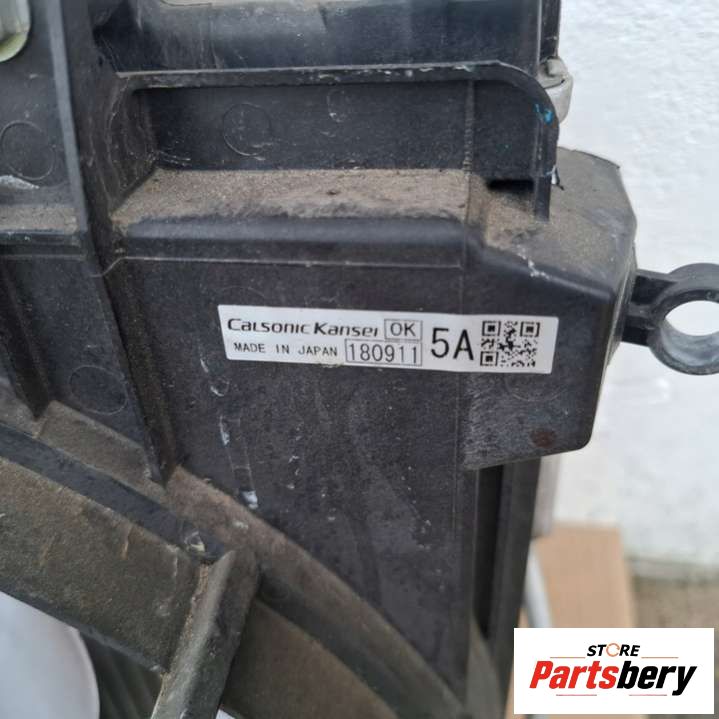 Calsonic Kansei OK
MADE IN JAPAN 180911 5A
STORE
Partsbery